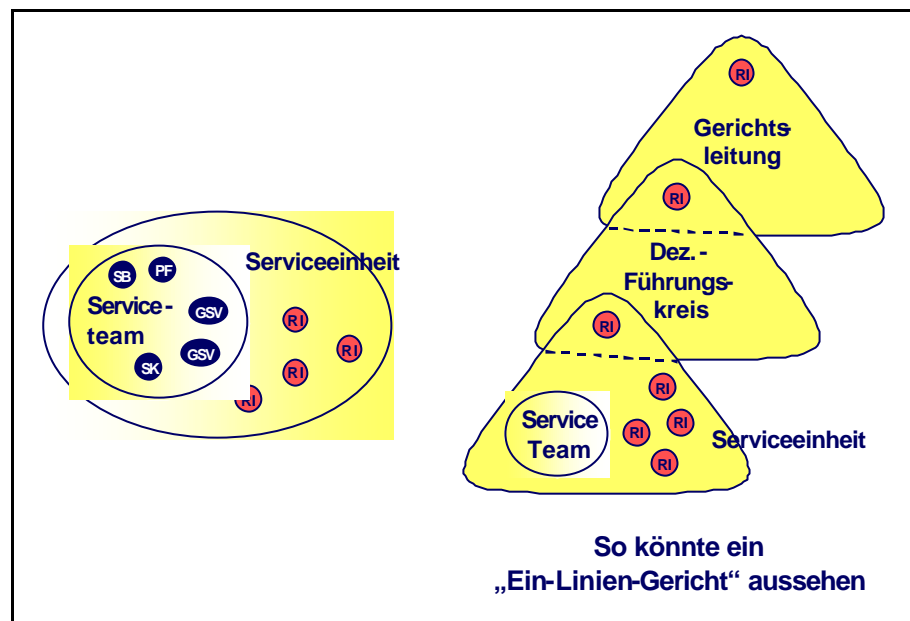 Serviceeinheit
SB PF
Service-
team
GSV
GSV
SK
RI
RI
RI
RI
RI
Gerichts-
leitung
RI
Dez.-
Führungs-
kreis
RI
RI
RI
RI
RI
Service
Team
Serviceeinheit
So könnte ein
„Ein-Linien-Gericht“ aussehen